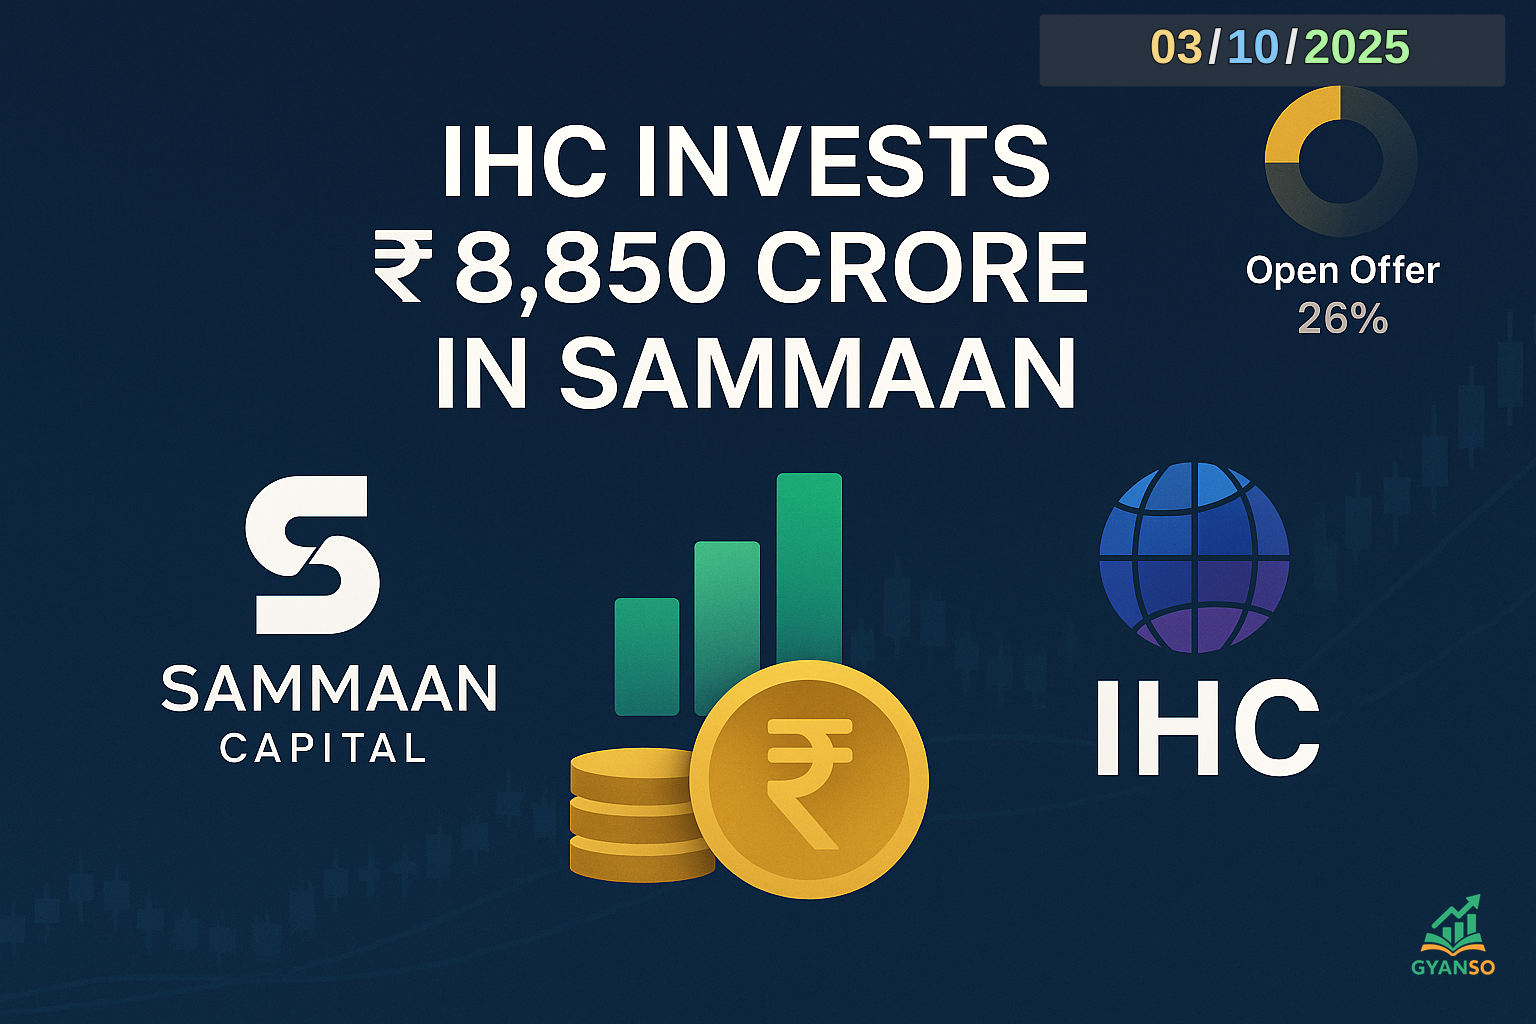 03/10/2025
IHC INVESTS
₹ 8,850 CRORE
IN SAMMAAN
Open Offer
26%
SAMMAAN
CAPITAL
₹
IHC
GYANSO